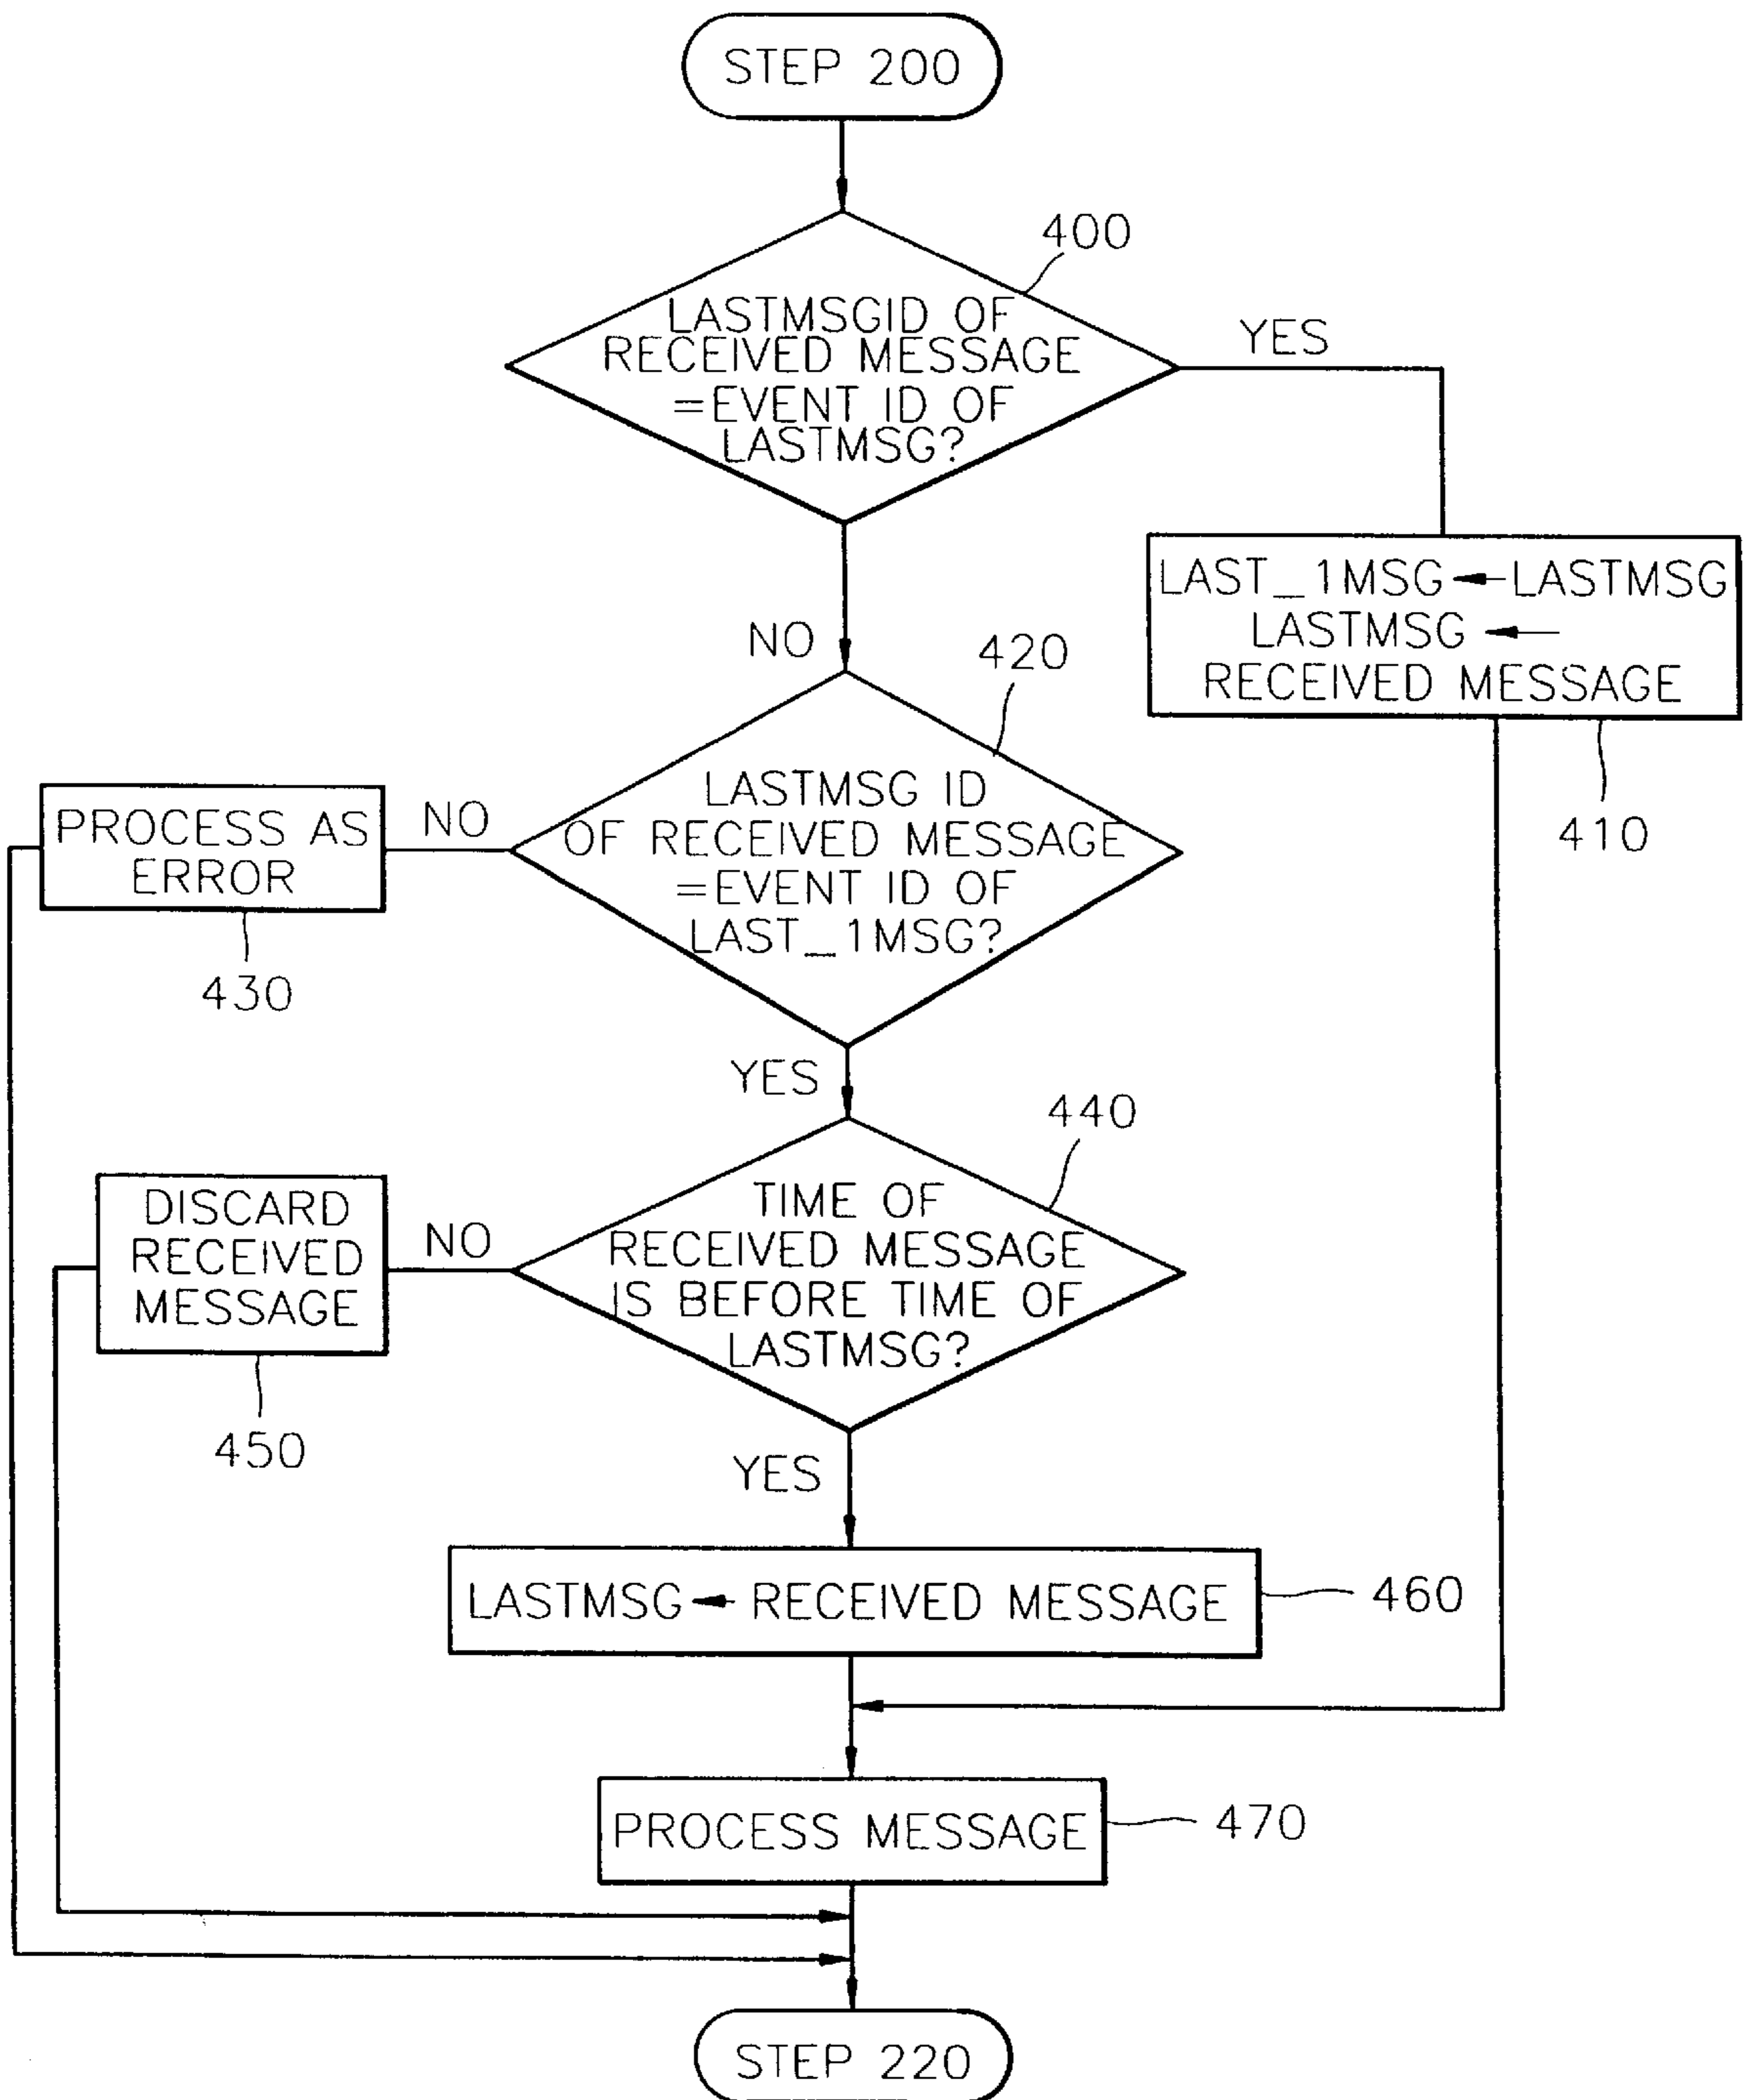 STEP 200
400
LASTMSGID OF
RECEIVED MESSAGE
=EVENT ID OF
LASTMSG?
YES
LAST_1MSG ← LASTMSG
LASTMSG ←
RECEIVED MESSAGE
410
NO
420
LASTMSG ID
OF RECEIVED MESSAGE
=EVENT ID OF
LAST_1MSG?
NO
PROCESS AS
ERROR
430
YES
440
TIME OF
RECEIVED MESSAGE
IS BEFORE TIME OF
LASTMSG?
NO
DISCARD
RECEIVED
MESSAGE
450
YES
LASTMSG ← RECEIVED MESSAGE
460
PROCESS MESSAGE
470
STEP 220